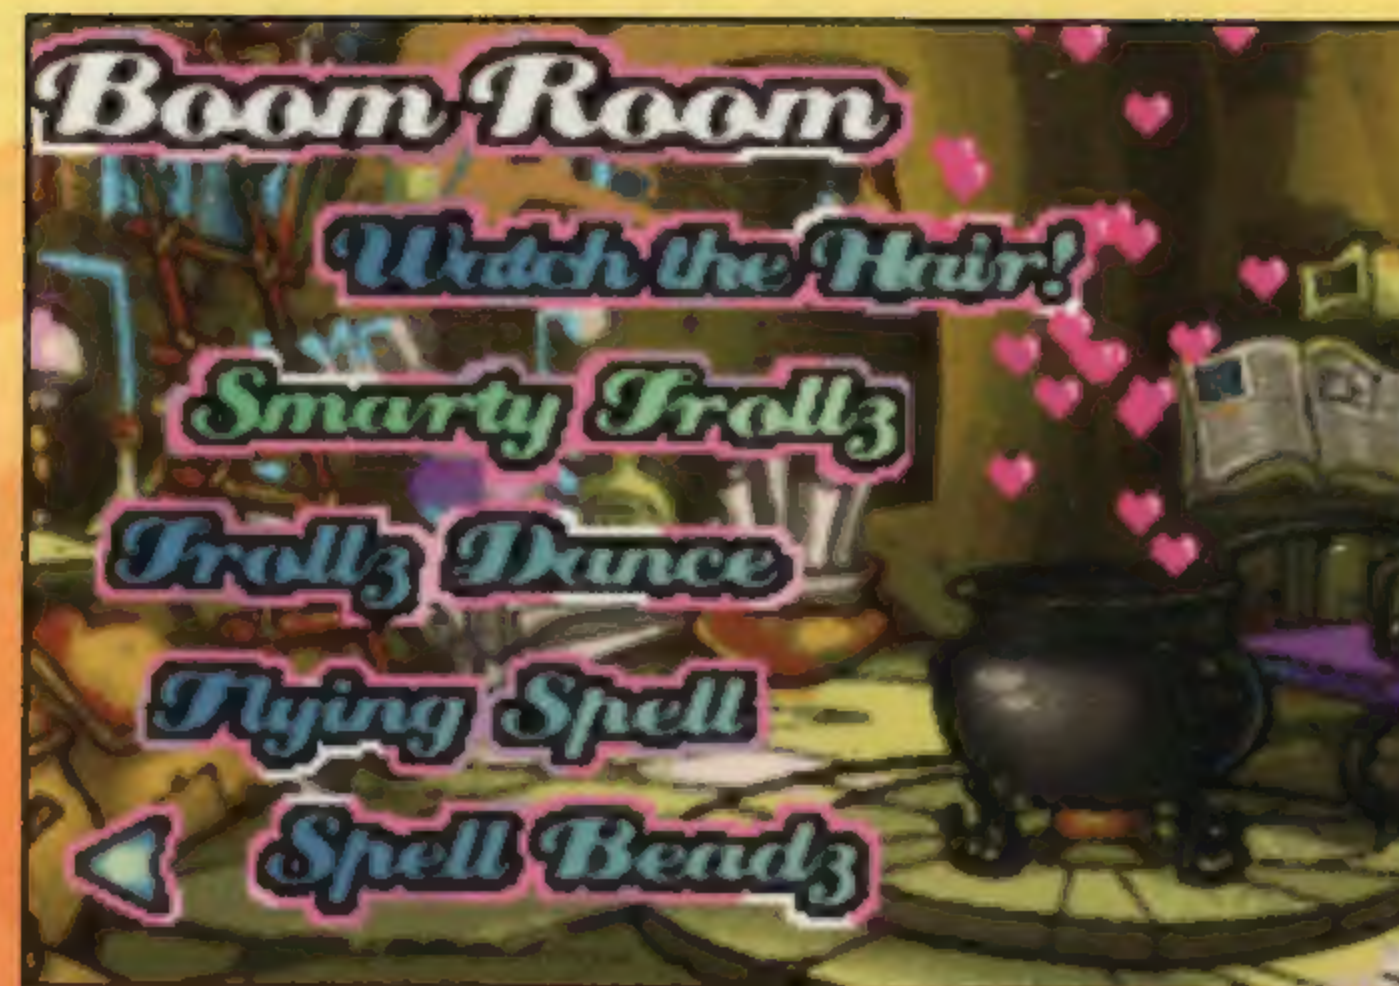 Boom Room
Watch the Hair!
Smarty Trollz
Trollz Dance
Flying Spell
Spell Beadz